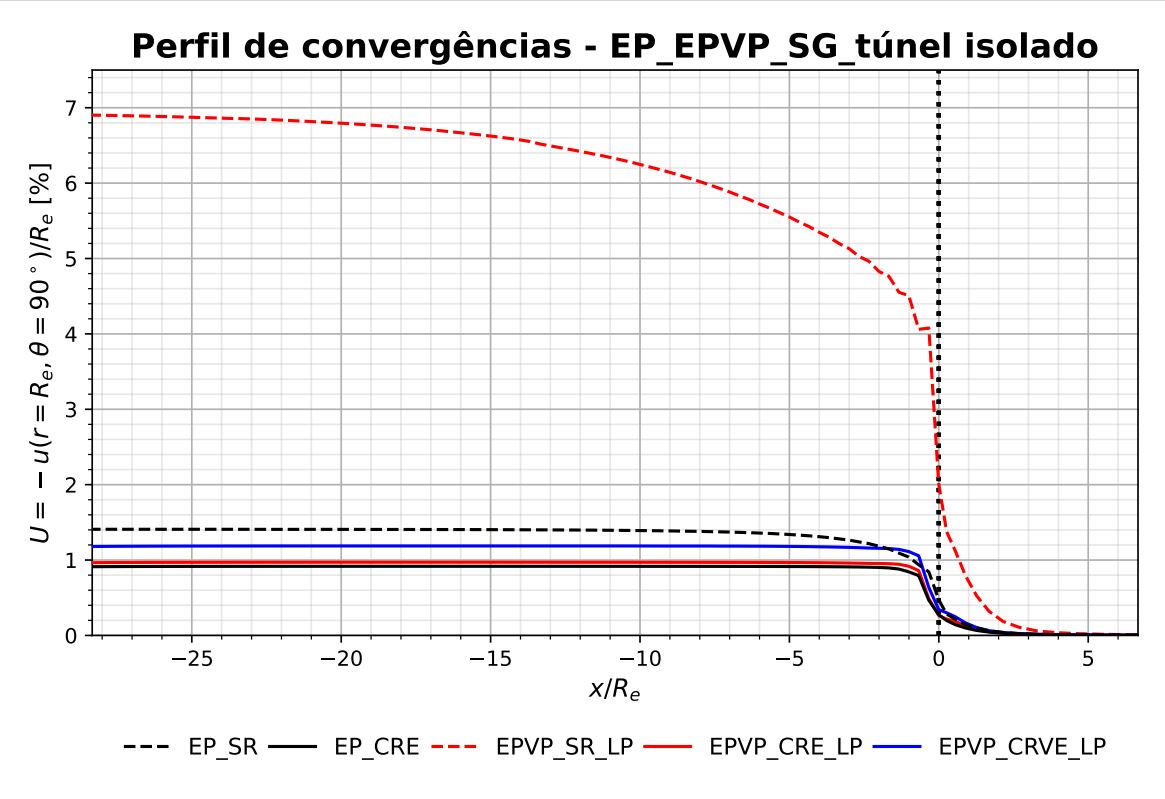 Perfil de convergências - EP_EPVP_SG_túnel isolado
U = − u(r = R_e, θ = 90°)/R_e [%]
7
6
5
4
3
2
1
0
−25 −20 −15 −10 −5 0 5
x/R_e
EP_SR EP_CRE EPVP_SR_LP EPVP_CRE_LP EPVP_CRVE_LP